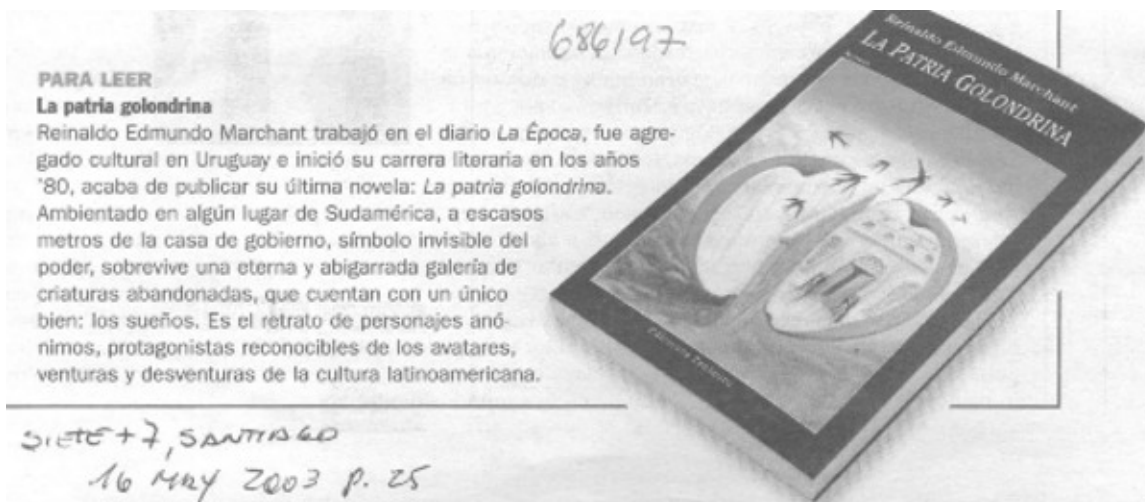 686197
PARA LEER
La patria golondrina
Reinaldo Edmundo Marchant trabajó en el diario La Época, fue agre-
gado cultural en Uruguay e inició su carrera literaria en los años
'80, acaba de publicar su última novela: La patria golondrina.
Ambientado en algún lugar de Sudamérica, a escasos
metros de la casa de gobierno, símbolo invisible del
poder, sobrevive una eterna y abigarrada galería de
criaturas abandonadas, que cuentan con un único
bien: los sueños. Es el retrato de personajes anó-
nimos, protagonistas reconocibles de los avatares,
venturas y desventuras de la cultura latinoamericana.
Reinaldo Edmundo Marchant
LA PATRIA GOLONDRINA
SIETE + 7, SANTIAGO
16 MAY 2003 P. 25